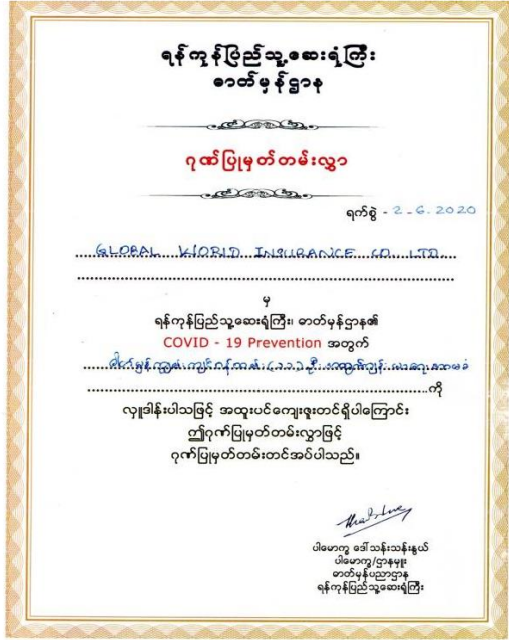 ရန်ကုန်ပြည်သူ့ဆေးရုံကြီး
ဓာတ်မှန်ဌာန
ဂုဏ်ပြုမှတ်တမ်းလွှာ
ရက်စွဲ - 2 - 6. 2020
GLOBAL WORLD INSURANCE CO. LTD.
မှ
ရန်ကုန်ပြည်သူ့ဆေးရုံကြီး၊ ဓာတ်မှန်ဌာန၏
COVID - 19 Prevention အတွက်
ကို
လှူဒါန်းပါသဖြင့် အထူးပင်ကျေးဇူးတင်ရှိပါကြောင်း
ဤဂုဏ်ပြုမှတ်တမ်းလွှာဖြင့်
ဂုဏ်ပြုမှတ်တမ်းတင်အပ်ပါသည်။
ပါမောက္ခ ဒေါ်သန်းသန်းနွယ်
ပါမောက္ခ/ဌာနမှူး
ဓာတ်မှန်ပညာဌာန
ရန်ကုန်ပြည်သူ့ဆေးရုံကြီး